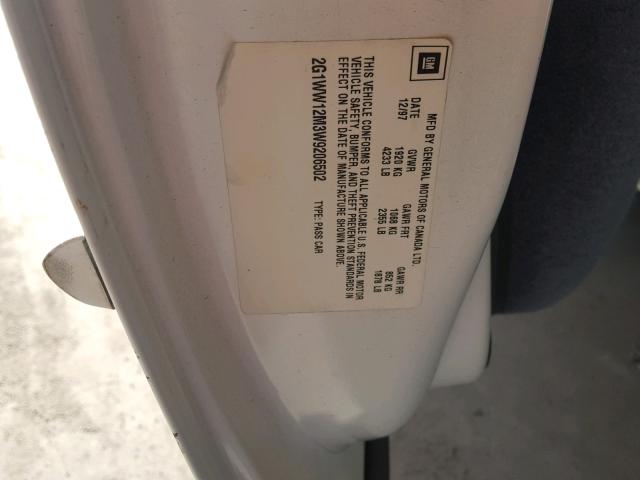 GM
MFD BY GENERAL MOTORS OF CANADA LTD.
DATE GVWR GAWR FRT GAWR RR
12/97 1920 KG 1068 KG 852 KG
4233 LB 2355 LB 1878 LB
THIS VEHICLE CONFORMS TO ALL APPLICABLE U.S. FEDERAL MOTOR
VEHICLE SAFETY, BUMPER, AND THEFT PREVENTION STANDARDS IN
EFFECT ON THE DATE OF MANUFACTURE SHOWN ABOVE.
2G1WW12M3W9206502 TYPE: PASS CAR